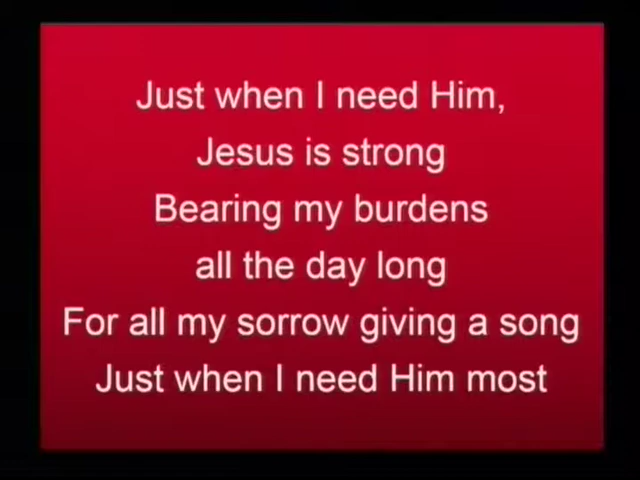 Just when I need Him,
Jesus is strong
Bearing my burdens
all the day long
For all my sorrow giving a song
Just when I need Him most